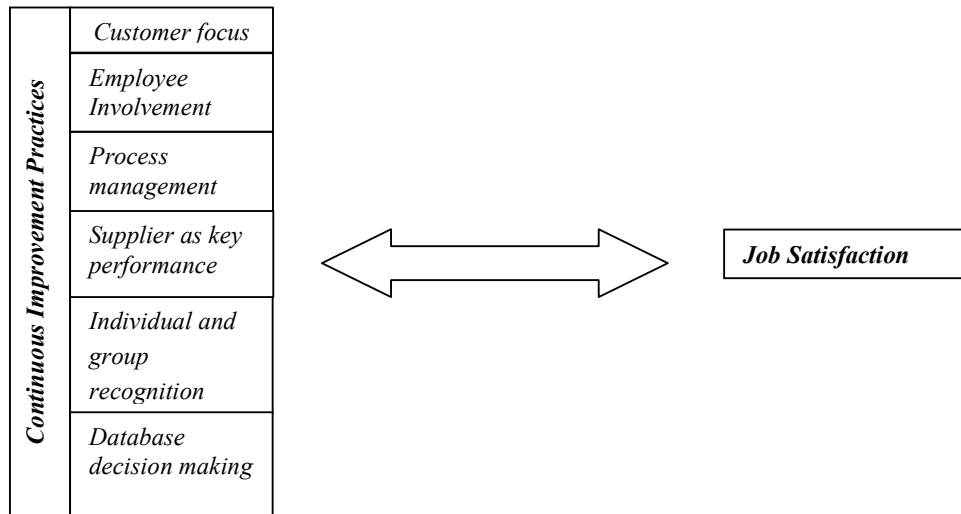 Continuous Improvement Practices
Customer focus
Employee
Involvement
Process
management
Supplier as key
performance
Individual and
group
recognition
Database
decision making
Job Satisfaction